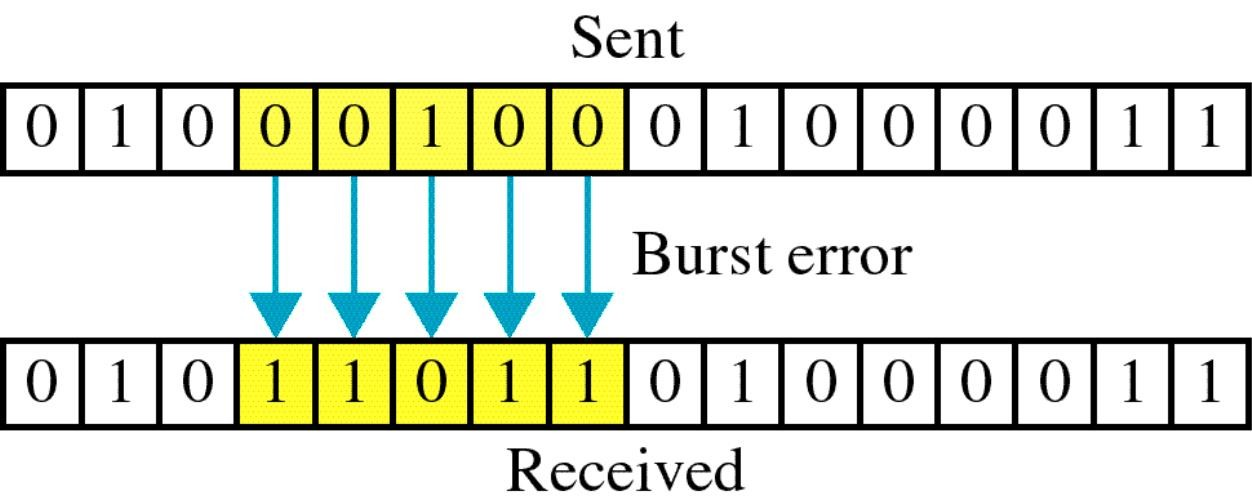 Sent
0 1 0 0 0 1 0 0 0 1 0 0 0 0 1 1
Burst error
0 1 0 1 1 0 1 1 0 1 0 0 0 0 1 1
Received